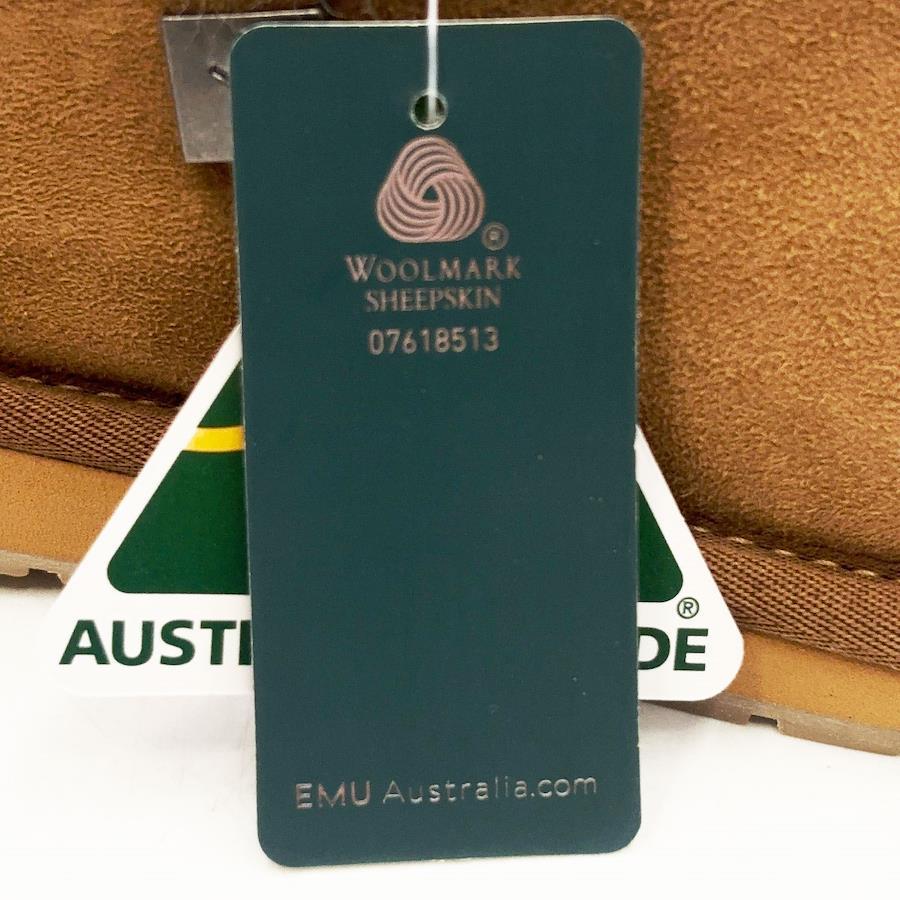 ®
WOOLMARK
SHEEPSKIN
07618513
®
AUST DE
EMU Australia.com